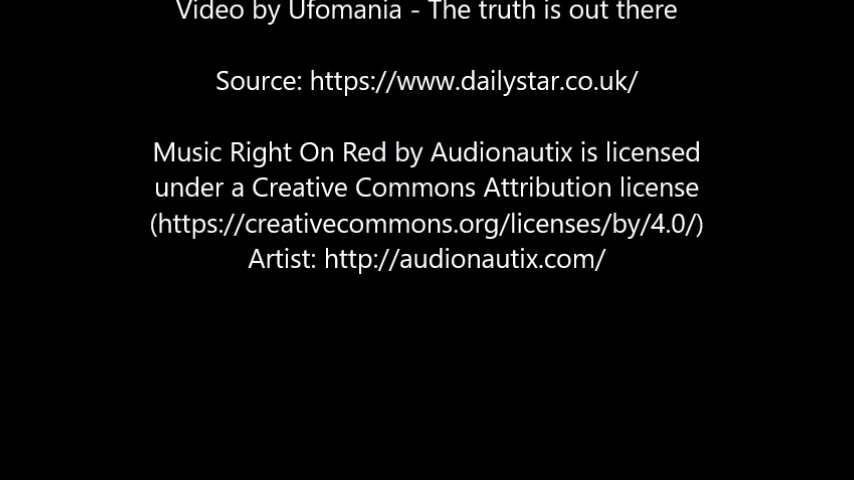 Video by Ufomania - The truth is out there
Source: https://www.dailystar.co.uk/
Music Right On Red by Audionautix is licensed
under a Creative Commons Attribution license
(https://creativecommons.org/licenses/by/4.0/)
Artist: http://audionautix.com/